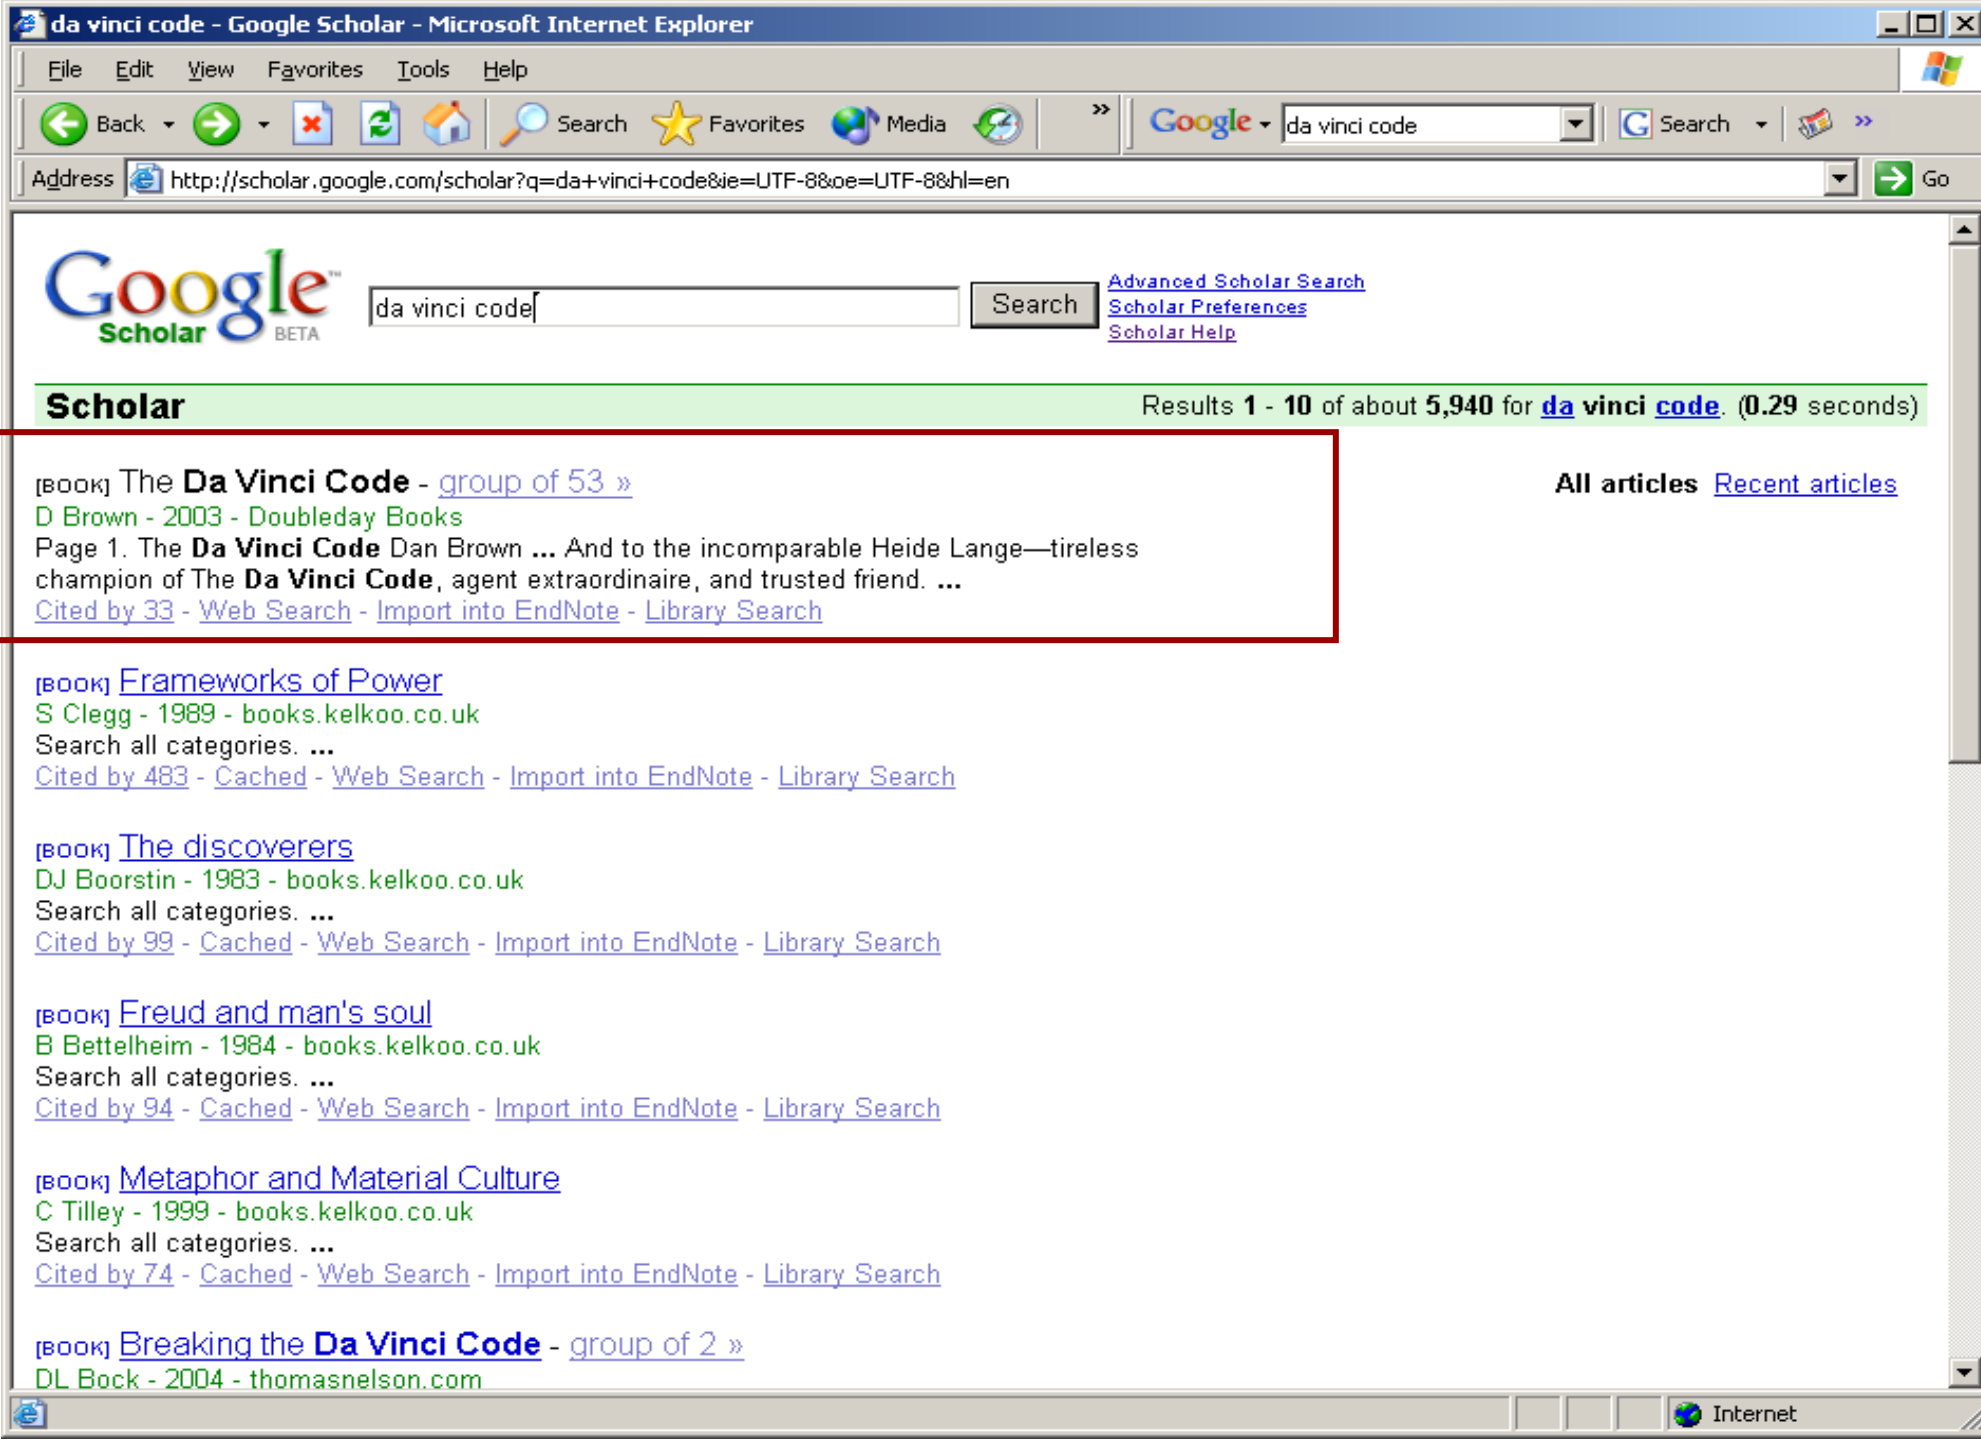 da vinci code - Google Scholar - Microsoft Internet Explorer
File Edit View Favorites Tools Help
Back Search Favorites Media » Google da vinci code G Search »
Address http://scholar.google.com/scholar?q=da+vinci+code&ie=UTF-8&oe=UTF-8&hl=en Go
Google™ Scholar BETA
da vinci code Search
Advanced Scholar Search
Scholar Preferences
Scholar Help
Scholar Results 1 - 10 of about 5,940 for da vinci code. (0.29 seconds)
[BOOK] The Da Vinci Code - group of 53 »
All articles Recent articles
D Brown - 2003 - Doubleday Books
Page 1. The Da Vinci Code Dan Brown ... And to the incomparable Heide Lange—tireless
champion of The Da Vinci Code, agent extraordinaire, and trusted friend. ...
Cited by 33 - Web Search - Import into EndNote - Library Search
[BOOK] Frameworks of Power
S Clegg - 1989 - books.kelkoo.co.uk
Search all categories. ...
Cited by 483 - Cached - Web Search - Import into EndNote - Library Search
[BOOK] The discoverers
DJ Boorstin - 1983 - books.kelkoo.co.uk
Search all categories. ...
Cited by 99 - Cached - Web Search - Import into EndNote - Library Search
[BOOK] Freud and man's soul
B Bettelheim - 1984 - books.kelkoo.co.uk
Search all categories. ...
Cited by 94 - Cached - Web Search - Import into EndNote - Library Search
[BOOK] Metaphor and Material Culture
C Tilley - 1999 - books.kelkoo.co.uk
Search all categories. ...
Cited by 74 - Cached - Web Search - Import into EndNote - Library Search
[BOOK] Breaking the Da Vinci Code - group of 2 »
DL Bock - 2004 - thomasnelson.com
Internet